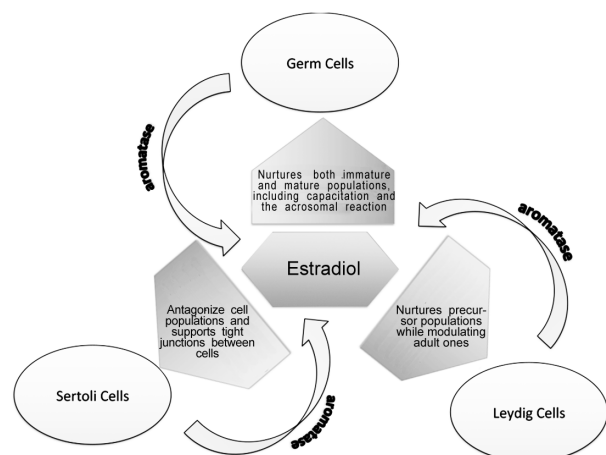 Germ Cells
aromatase
Nurtures both immature
and mature populations,
including capacitation and
the acrosomal reaction
aromatase
Estradiol
Antagonize cell
populations and
supports tight
junctions between
cells
Nurtures precur-
sor populations
while modulating
adult ones
Sertoli Cells
aromatase
Leydig Cells